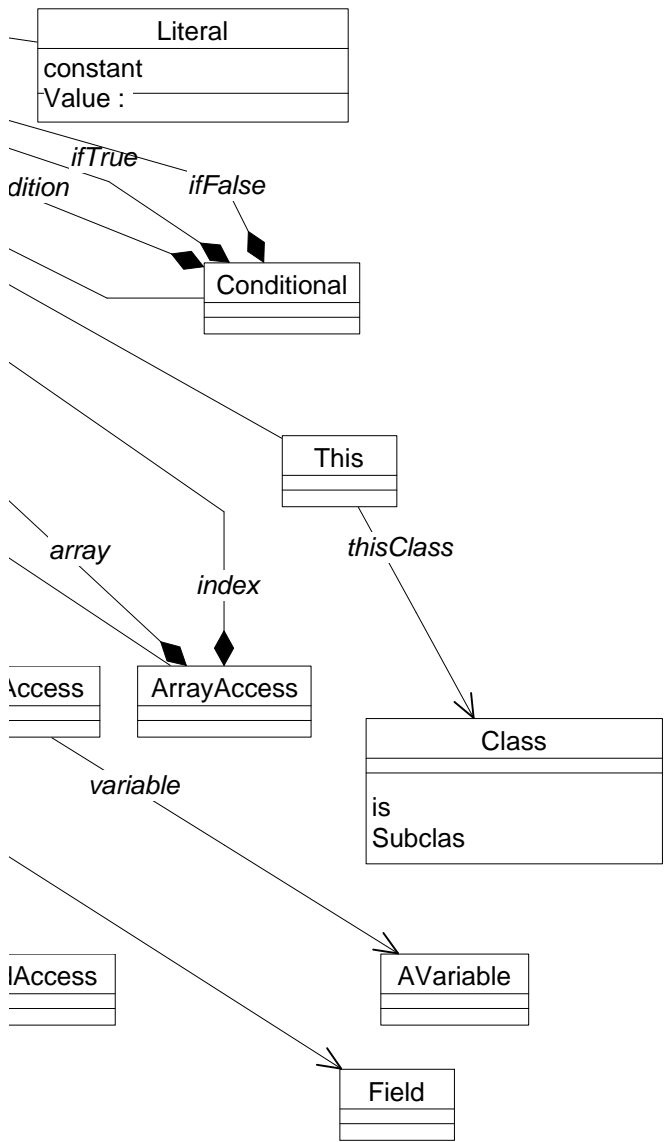 Literal
constant
Value :
ifTrue
dition
ifFalse
Conditional
This
thisClass
array
index
Access
ArrayAccess
Class
is
Subclas
variable
dAccess
AVariable
Field